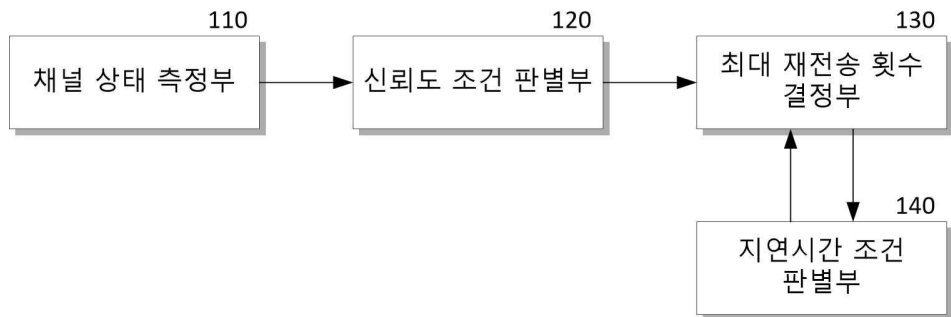 110
채널 상태 측정부
120
신뢰도 조건 판별부
130
최대 재전송 횟수
결정부
140
지연시간 조건
판별부